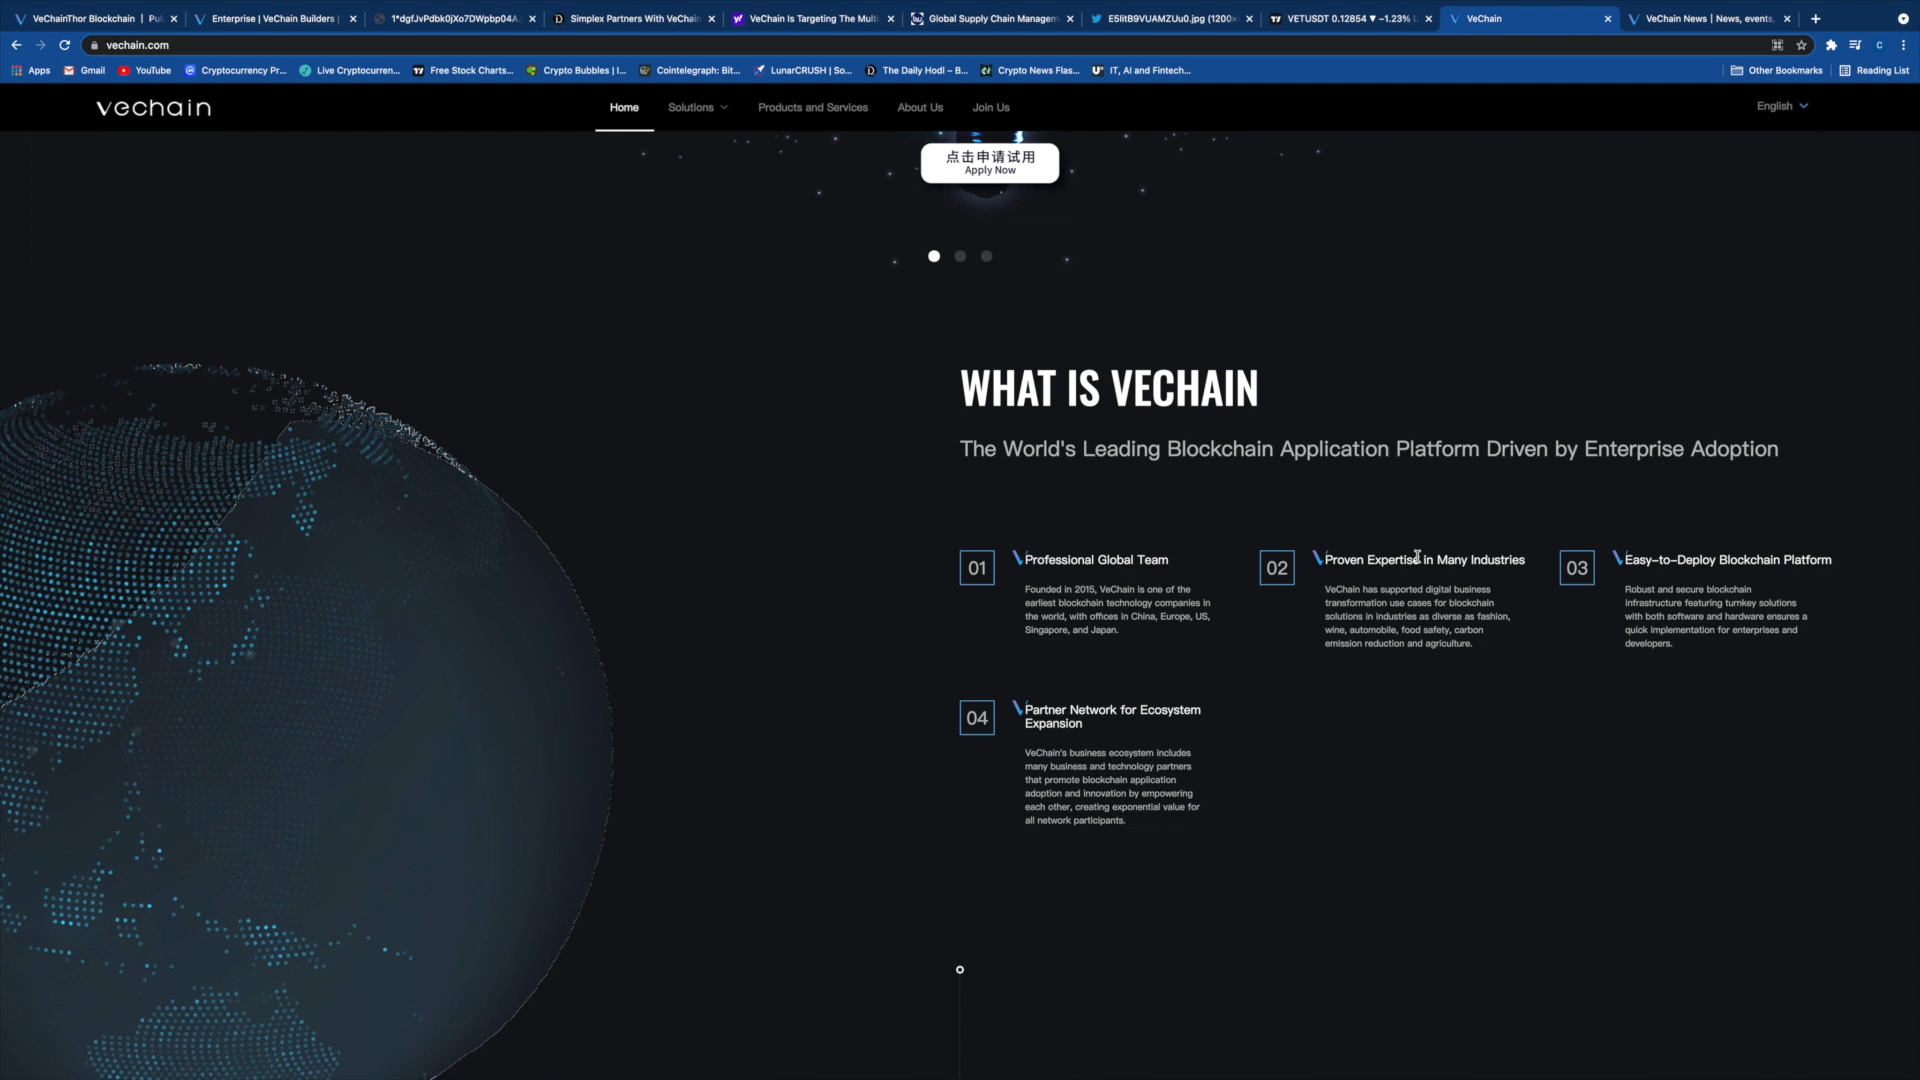 VeChainThor Blockchain | Pu
Enterprise | VeChain Builders |
1*dgfJvPdbk0jXo7DWpbp04A.
Simplex Partners With VeChain
VeChain Is Targeting The Multi
Global Supply Chain Managem
E5IitB9VUAMZUu0.jpg (1200×
VETUSDT 0.12854 ▼ −1.23%
VeChain
VeChain News | News, events,
vechain.com
C
Apps
Gmail
YouTube
Cryptocurrency Pr...
Live Cryptocurren...
Free Stock Charts...
Crypto Bubbles | I...
Cointelegraph: Bit...
LunarCRUSH | So...
The Daily Hodl – B...
Crypto News Flas...
IT, AI and Fintech...
Other Bookmarks
Reading List
vechain
Home
Solutions
Products and Services
About Us
Join Us
English
点击申请试用
Apply Now
WHAT IS VECHAIN
The World's Leading Blockchain Application Platform Driven by Enterprise Adoption
01
Professional Global Team
Founded in 2015, VeChain is one of the
earliest blockchain technology companies in
the world, with offices in China, Europe, US,
Singapore, and Japan.
02
Proven Expertise in Many Industries
VeChain has supported digital business
transformation use cases for blockchain
solutions in industries as diverse as fashion,
wine, automobile, food safety, carbon
emission reduction and agriculture.
03
Easy-to-Deploy Blockchain Platform
Robust and secure blockchain
infrastructure featuring turnkey solutions
with both software and hardware ensures a
quick implementation for enterprises and
developers.
04
Partner Network for Ecosystem
Expansion
VeChain's business ecosystem includes
many business and technology partners
that promote blockchain application
adoption and innovation by empowering
each other, creating exponential value for
all network participants.